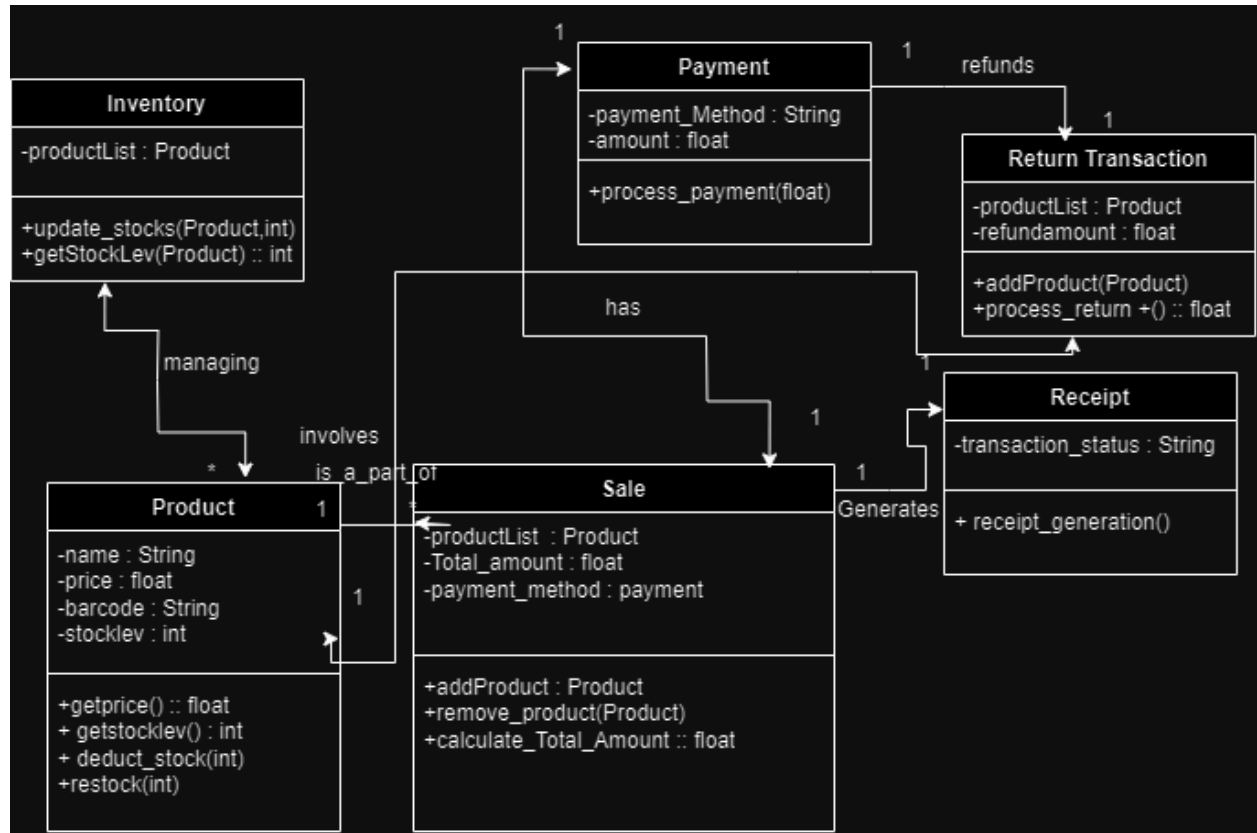 Inventory
-productList : Product
+update_stocks(Product,int)
+getStockLev(Product) :: int
managing
*
1
Payment
-payment_Method : String
-amount : float
+process_payment(float)
1
refunds
1
Return Transaction
-productList : Product
-refundamount : float
+addProduct(Product)
+process_return +() :: float
has
1
1
Receipt
-transaction_status : String
+ receipt_generation()
1
Generates
involves
is_a_part_of
1
*
Product
-name : String
-price : float
-barcode : String
-stocklev : int
+getprice() :: float
+ getstocklev() : int
+ deduct_stock(int)
+restock(int)
1
Sale
-productList : Product
-Total_amount : float
-payment_method : payment
+addProduct : Product
+remove_product(Product)
+calculate_Total_Amount :: float